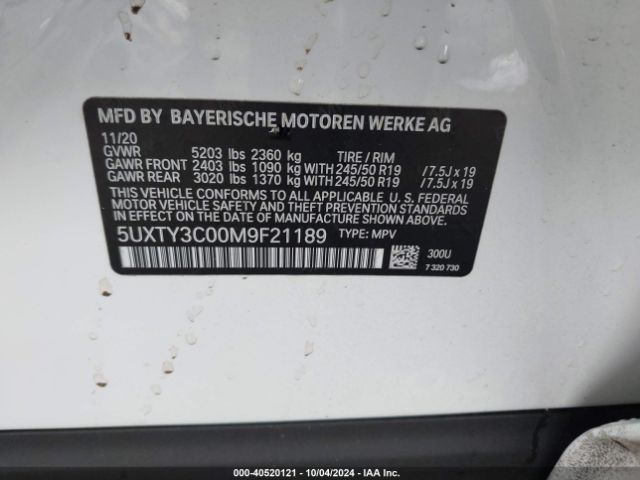 MFD BY BAYERISCHE MOTOREN WERKE AG
11/20
GVWR 5203 lbs 2360 kg TIRE / RIM
GAWR FRONT 2403 lbs 1090 kg WITH 245/50 R19 /7.5J x 19
GAWR REAR 3020 lbs 1370 kg WITH 245/50 R19 /7.5J x 19
THIS VEHICLE CONFORMS TO ALL APPLICABLE U. S. FEDERAL
MOTOR VEHICLE SAFETY, BUMPER, AND THEFT PREVENTION
STANDARDS IN EFFECT ON THE DATE OF MANUFACTURE SHOWN ABOVE.
5UXTY3C00M9F21189 TYPE: MPV
300U
7 320 730
000-40520121 - 10/04/2024 - IAA Inc.